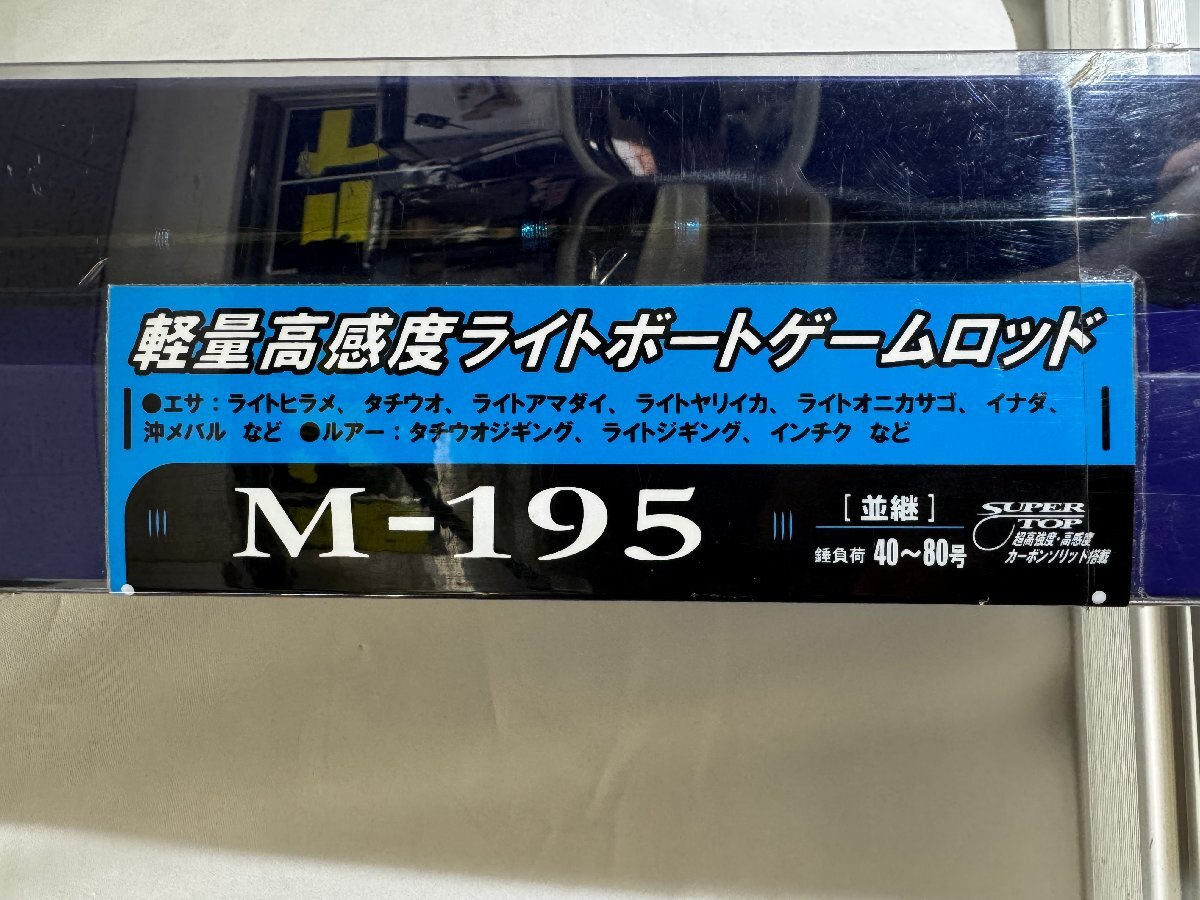 軽量高感度ライトボートゲームロッド
●エサ：ライトヒラメ、タチウオ、ライトアマダイ、ライトヤリイカ、ライトオニカサゴ、イナダ、
沖メバル など ●ルアー：タチウオジギング、ライトジギング、インチク など
M-195
[並継]
錘負荷 40～80号
SUPER
TOP
超高強度・高感度
カーボンソリッド搭載